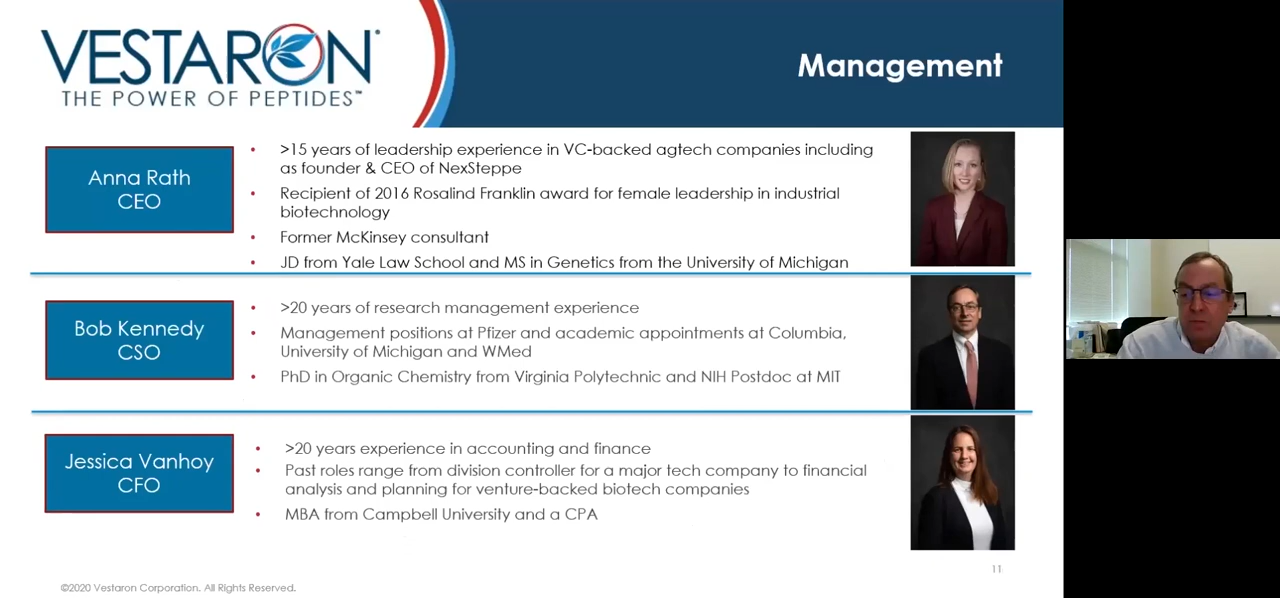 VESTARON®
THE POWER OF PEPTIDES™
Management
Anna Rath
CEO
• >15 years of leadership experience in VC-backed agtech companies including
as founder & CEO of NexSteppe
• Recipient of 2016 Rosalind Franklin award for female leadership in industrial
biotechnology
• Former McKinsey consultant
• JD from Yale Law School and MS in Genetics from the University of Michigan
Bob Kennedy
CSO
• >20 years of research management experience
• Management positions at Pfizer and academic appointments at Columbia,
University of Michigan and WMed
• PhD in Organic Chemistry from Virginia Polytechnic and NIH Postdoc at MIT
Jessica Vanhoy
CFO
• >20 years experience in accounting and finance
• Past roles range from division controller for a major tech company to financial
analysis and planning for venture-backed biotech companies
• MBA from Campbell University and a CPA
11
©2020 Vestaron Corporation. All Rights Reserved.